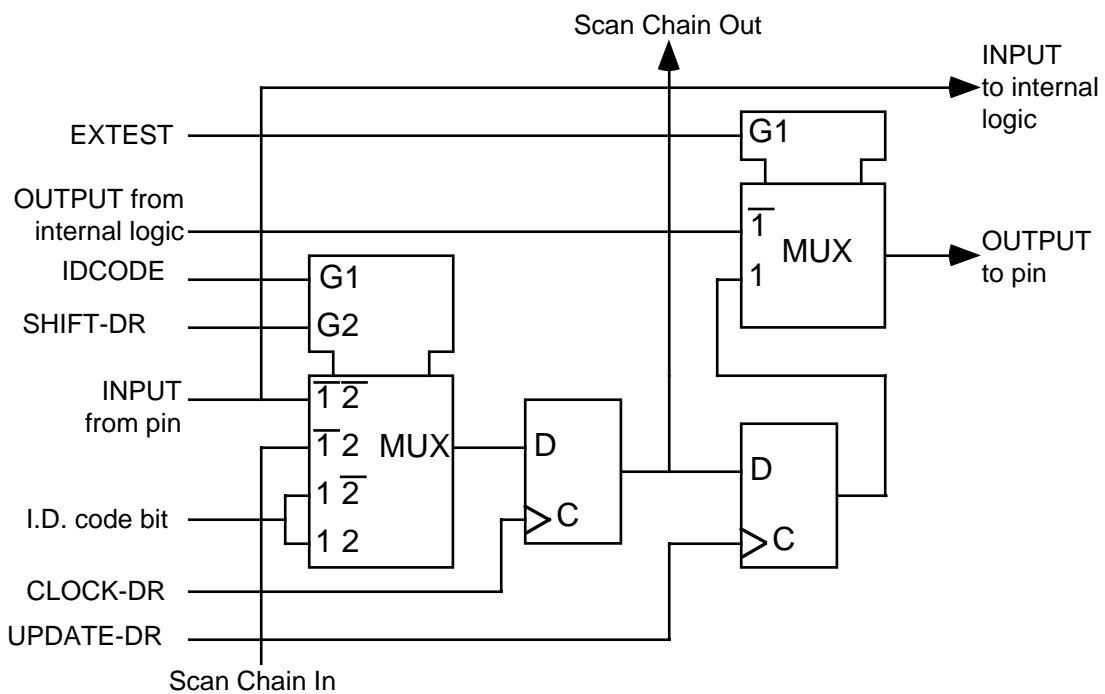 Scan Chain Out
INPUT
to internal
logic
EXTEST
G1
OUTPUT from
internal logic
1̅
MUX
1
OUTPUT
to pin
IDCODE
G1
SHIFT-DR
G2
INPUT
from pin
1̅ 2̅
1̅ 2
MUX
1 2̅
1 2
D
C
D
C
I.D. code bit
CLOCK-DR
UPDATE-DR
Scan Chain In